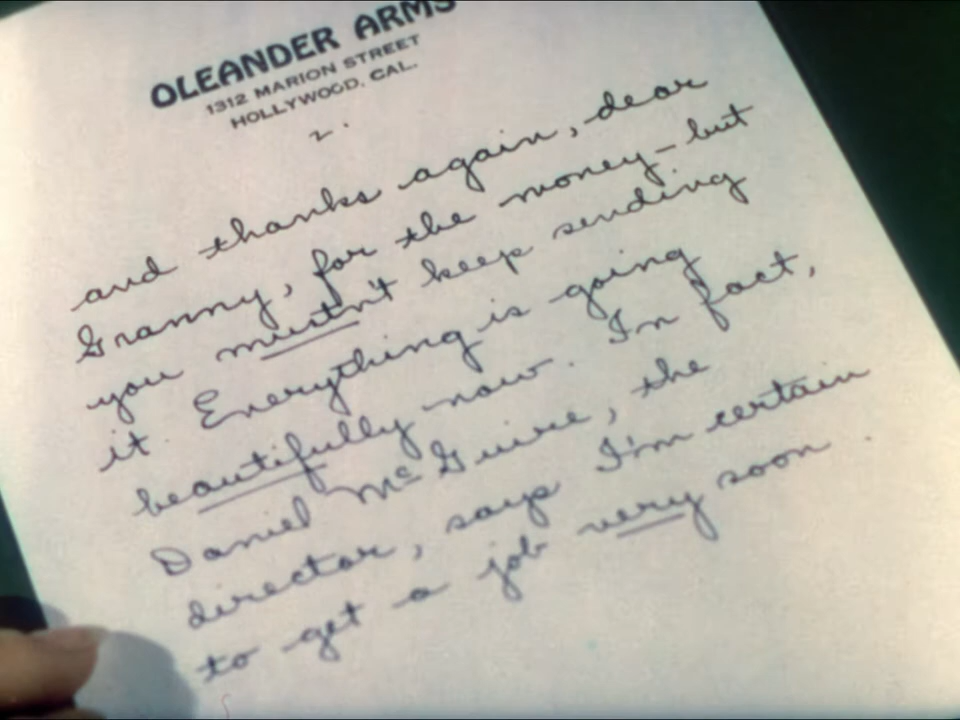 OLEANDER ARMS
1312 MARION STREET
HOLLYWOOD, CAL.
2.
and thanks again, dear
Granny, for the money — but
you mustn't keep sending
it. Everything is going
beautifully now. In fact,
Daniel McGuire, the
director, says I'm certain
to get a job very soon.